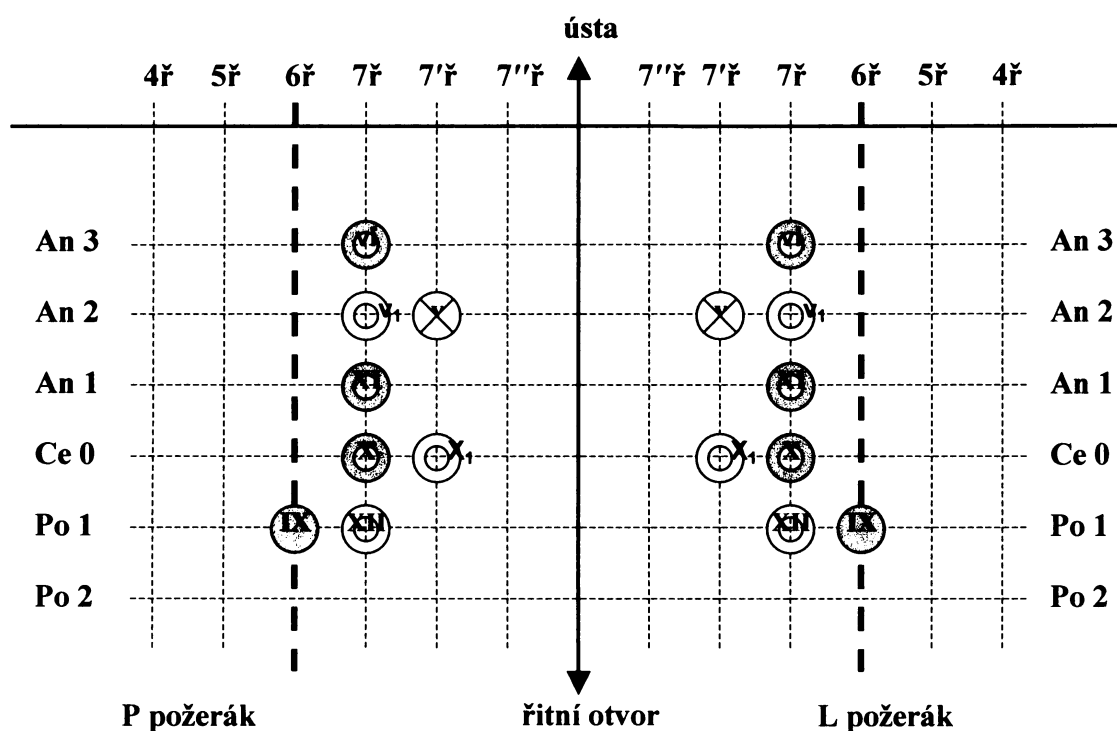 ústa
4ř 5ř 6ř 7ř 7′ř 7″ř 7″ř 7′ř 7ř 6ř 5ř 4ř
An 3 vi vi An 3
An 2 v₁ v v v₁ An 2
An 1 XI XI An 1
Ce 0 X X₁ X₁ X Ce 0
Po 1 IX XII XII IX Po 1
Po 2 Po 2
P požerák řitní otvor L požerák